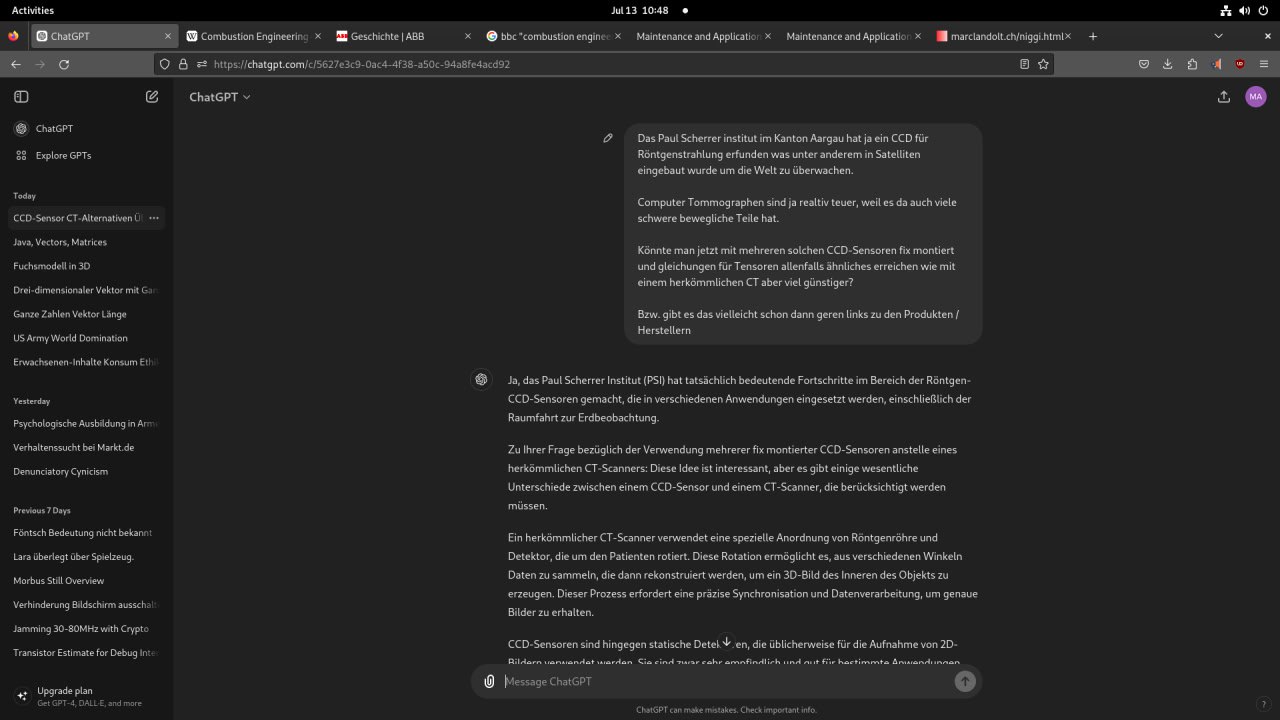 Activities
Jul 13 10:48
ChatGPT
Combustion Engineering
Geschichte | ABB
bbc "combustion enginee
Maintenance and Application
Maintenance and Application
marclandolt.ch/niggi.html
https://chatgpt.com/c/5627e3c9-0ac4-4f38-a50c-94a8fe4acd92
ChatGPT
MA
ChatGPT
Explore GPTs
Today
CCD-Sensor CT-Alternativen Ü
Java, Vectors, Matrices
Fuchsmodell in 3D
Drei-dimensionaler Vektor mit Gan
Ganze Zahlen Vektor Länge
US Army World Domination
Erwachsenen-Inhalte Konsum Ethik
Yesterday
Psychologische Ausbildung in Arme
Verhaltenssucht bei Markt.de
Denunciatory Cynicism
Previous 7 Days
Föntsch Bedeutung nicht bekannt
Lara überlegt über Spielzeug.
Morbus Still Overview
Verhinderung Bildschirm ausschalt
Jamming 30-80MHz with Crypto
Transistor Estimate for Debug Inte
Upgrade plan
Get GPT-4, DALL·E, and more
Das Paul Scherrer institut im Kanton Aargau hat ja ein CCD für
Röntgenstrahlung erfunden was unter anderem in Satelliten
eingebaut wurde um die Welt zu überwachen.
Computer Tommographen sind ja realtiv teuer, weil es da auch viele
schwere bewegliche Teile hat.
Könnte man jetzt mit mehreren solchen CCD-Sensoren fix montiert
und gleichungen für Tensoren allenfalls ähnliches erreichen wie mit
einem herkömmlichen CT aber viel günstiger?
Bzw. gibt es das vielleicht schon dann geren links zu den Produkten /
Herstellern
Ja, das Paul Scherrer Institut (PSI) hat tatsächlich bedeutende Fortschritte im Bereich der Röntgen-
CCD-Sensoren gemacht, die in verschiedenen Anwendungen eingesetzt werden, einschließlich der
Raumfahrt zur Erdbeobachtung.
Zu Ihrer Frage bezüglich der Verwendung mehrerer fix montierter CCD-Sensoren anstelle eines
herkömmlichen CT-Scanners: Diese Idee ist interessant, aber es gibt einige wesentliche
Unterschiede zwischen einem CCD-Sensor und einem CT-Scanner, die berücksichtigt werden
müssen.
Ein herkömmlicher CT-Scanner verwendet eine spezielle Anordnung von Röntgenröhre und
Detektor, die um den Patienten rotiert. Diese Rotation ermöglicht es, aus verschiedenen Winkeln
Daten zu sammeln, die dann rekonstruiert werden, um ein 3D-Bild des Inneren des Objekts zu
erzeugen. Dieser Prozess erfordert eine präzise Synchronisation und Datenverarbeitung, um genaue
Bilder zu erhalten.
CCD-Sensoren sind hingegen statische Dete en, die üblicherweise für die Aufnahme von 2D-
Bildern verwendet werden. Sie sind zwar sehr empfindlich und gut für bestimmte Anwendungen
Message ChatGPT
ChatGPT can make mistakes. Check important info.
?